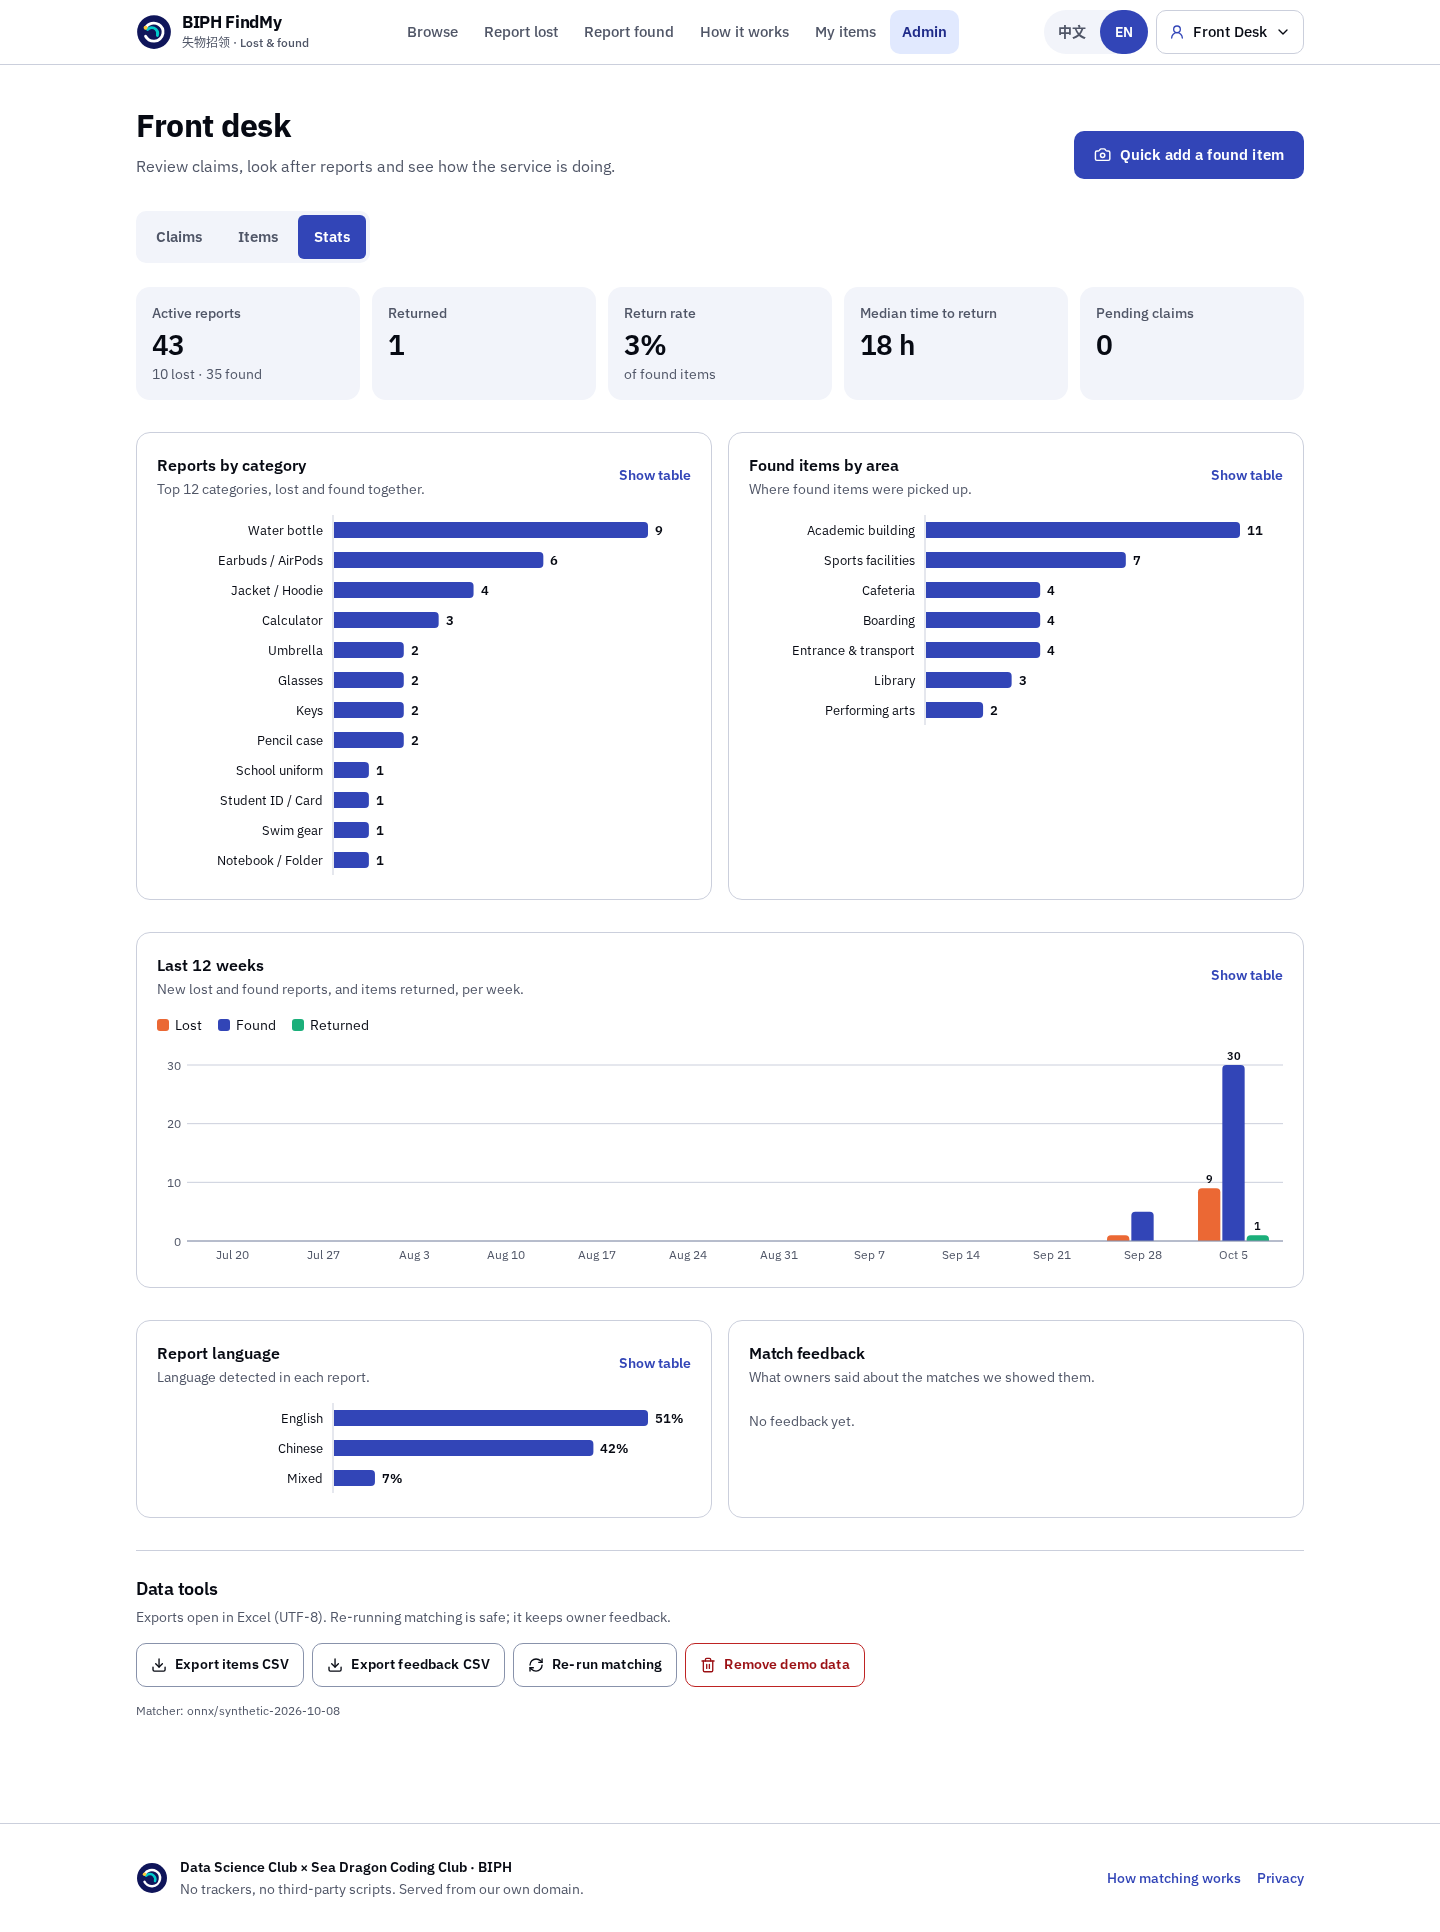 BIPH FindMy
失物招领 · Lost & found
Browse
Report lost
Report found
How it works
My items
Admin
中文
EN
Front Desk
Front desk
Review claims, look after reports and see how the service is doing.
Quick add a found item
Claims
Items
Stats
Active reports
43
10 lost · 35 found
Returned
1
Return rate
3%
of found items
Median time to return
18 h
Pending claims
0
Reports by category
Top 12 categories, lost and found together.
Show table
Water bottle 9
Earbuds / AirPods 6
Jacket / Hoodie 4
Calculator 3
Umbrella 2
Glasses 2
Keys 2
Pencil case 2
School uniform 1
Student ID / Card 1
Swim gear 1
Notebook / Folder 1
Found items by area
Where found items were picked up.
Show table
Academic building 11
Sports facilities 7
Cafeteria 4
Boarding 4
Entrance & transport 4
Library 3
Performing arts 2
Last 12 weeks
New lost and found reports, and items returned, per week.
Show table
Lost
Found
Returned
30
20
10
0
30
9
1
Jul 20
Jul 27
Aug 3
Aug 10
Aug 17
Aug 24
Aug 31
Sep 7
Sep 14
Sep 21
Sep 28
Oct 5
Report language
Language detected in each report.
Show table
English 51%
Chinese 42%
Mixed 7%
Match feedback
What owners said about the matches we showed them.
No feedback yet.
Data tools
Exports open in Excel (UTF-8). Re-running matching is safe; it keeps owner feedback.
Export items CSV
Export feedback CSV
Re-run matching
Remove demo data
Matcher: onnx/synthetic-2026-10-08
Data Science Club × Sea Dragon Coding Club · BIPH
No trackers, no third-party scripts. Served from our own domain.
How matching works
Privacy